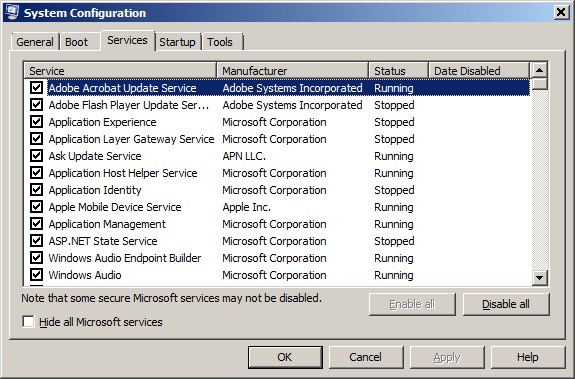 System Configuration
General Boot Services Startup Tools
Service Manufacturer Status Date Disabled
Adobe Acrobat Update Service Adobe Systems Incorporated Running
Adobe Flash Player Update Ser... Adobe Systems Incorporated Stopped
Application Experience Microsoft Corporation Stopped
Application Layer Gateway Service Microsoft Corporation Stopped
Ask Update Service APN LLC. Running
Application Host Helper Service Microsoft Corporation Running
Application Identity Microsoft Corporation Stopped
Apple Mobile Device Service Apple Inc. Running
Application Management Microsoft Corporation Running
ASP.NET State Service Microsoft Corporation Stopped
Windows Audio Endpoint Builder Microsoft Corporation Running
Windows Audio Microsoft Corporation Running
Note that some secure Microsoft services may not be disabled.
Enable all Disable all
Hide all Microsoft services
OK Cancel Apply Help